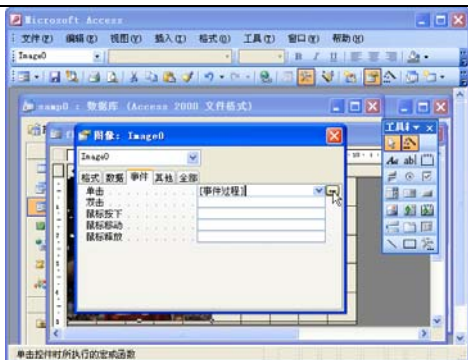 Microsoft Access
文件(F) 编辑(E) 视图(V) 插入(I) 格式(O) 工具(T) 窗口(W) 帮助(H)
Image0
samp0 : 数据库 (Access 2000 文件格式)
工具
图像: Image0
Image0
格式 数据 事件 其他 全部
单击 [事件过程]
双击
鼠标按下
鼠标移动
鼠标释放
单击控件时所执行的宏或函数